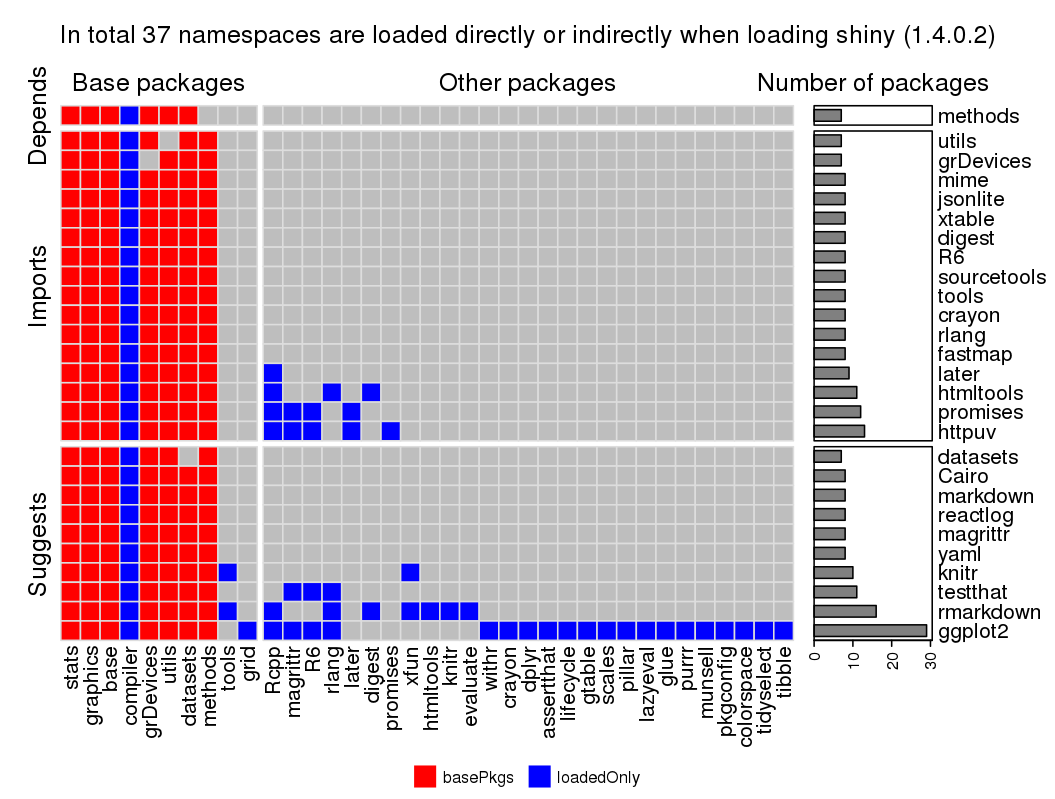 In total 37 namespaces are loaded directly or indirectly when loading shiny (1.4.0.2)
Base packages
Other packages
Number of packages
Depends
Imports
Suggests
methods
utils
grDevices
mime
jsonlite
xtable
digest
R6
sourcetools
tools
crayon
rlang
fastmap
later
htmltools
promises
httpuv
datasets
Cairo
markdown
reactlog
magrittr
yaml
knitr
testthat
rmarkdown
ggplot2
0
10
20
30
stats
graphics
base
compiler
grDevices
utils
datasets
methods
tools
grid
Rcpp
magrittr
R6
rlang
later
digest
promises
xfun
htmltools
knitr
evaluate
withr
crayon
dplyr
assertthat
lifecycle
gtable
scales
pillar
lazyeval
glue
purrr
munsell
pkgconfig
colorspace
tidyselect
tibble
basePkgs
loadedOnly